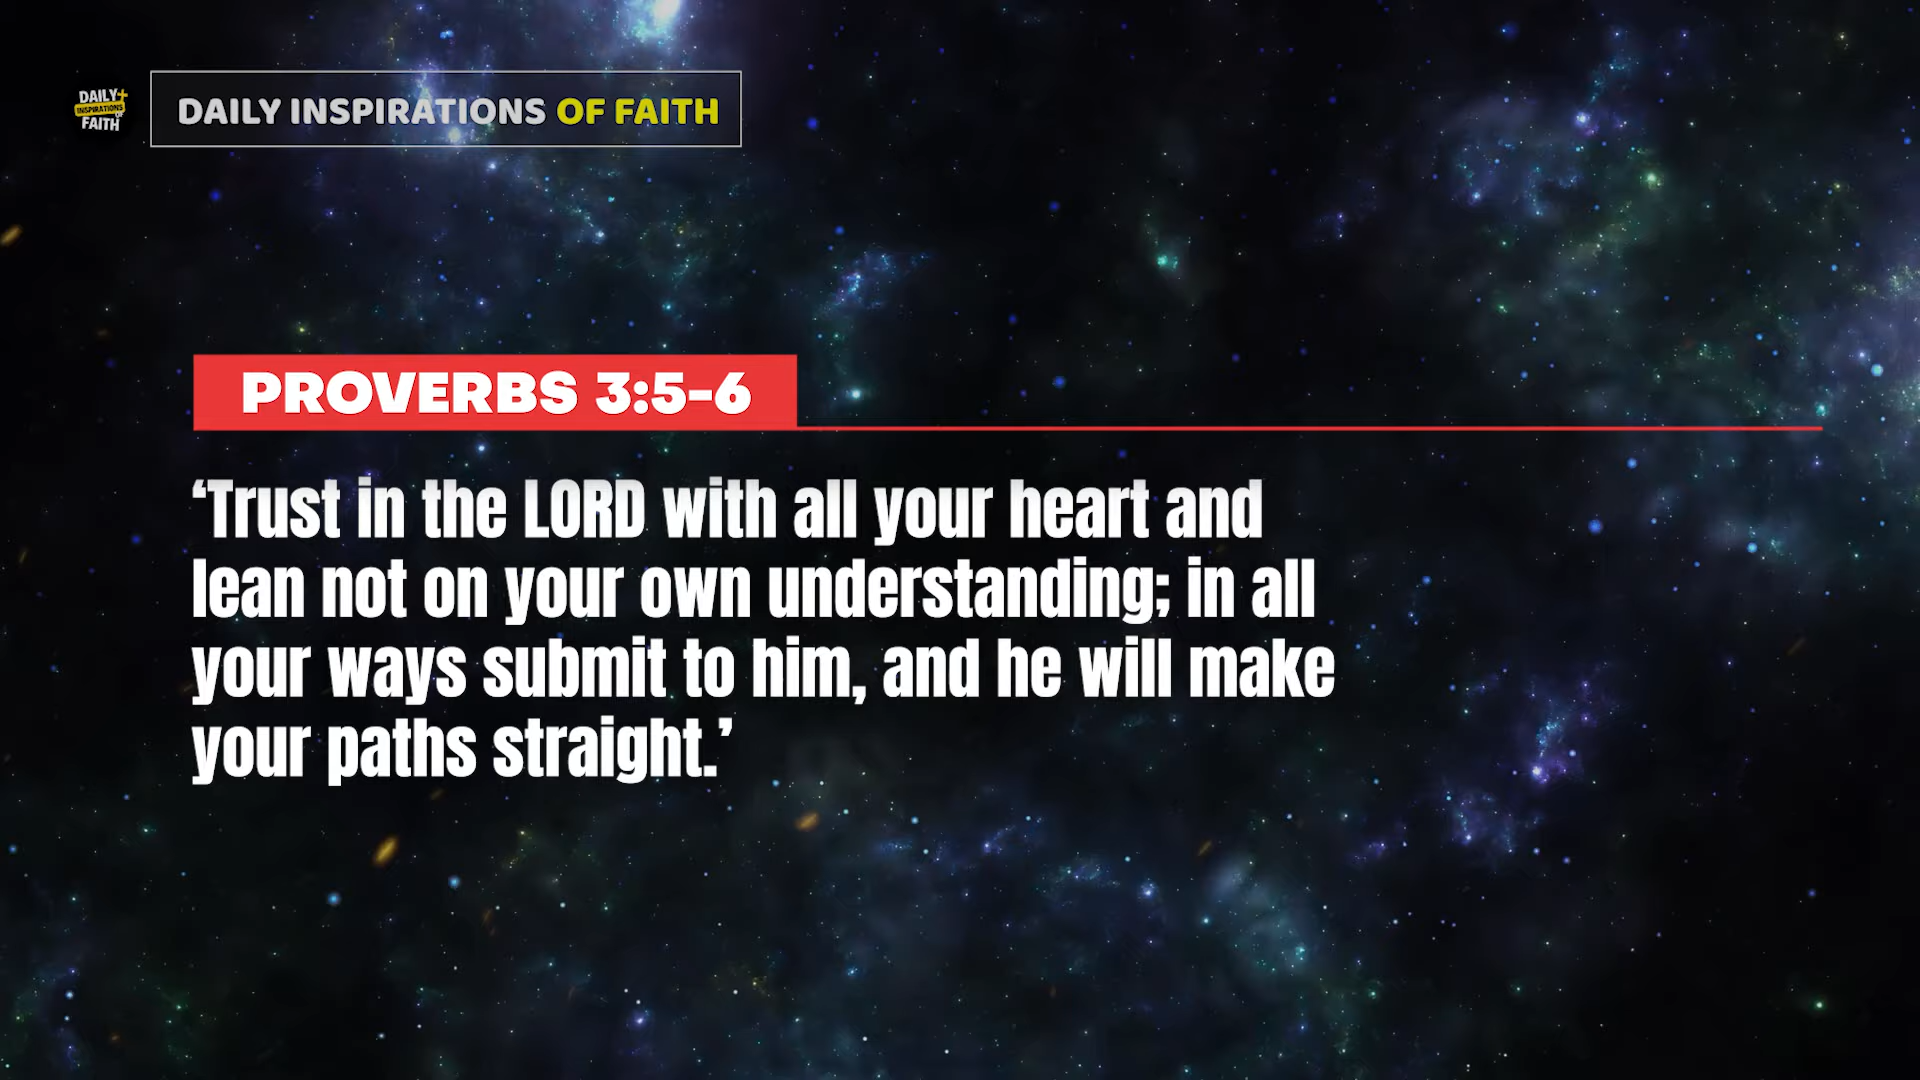 DAILY+
INSPIRATIONS
OF
FAITH
DAILY INSPIRATIONS OF FAITH
PROVERBS 3:5-6
‘Trust in the LORD with all your heart and
lean not on your own understanding; in all
your ways submit to him, and he will make
your paths straight.’